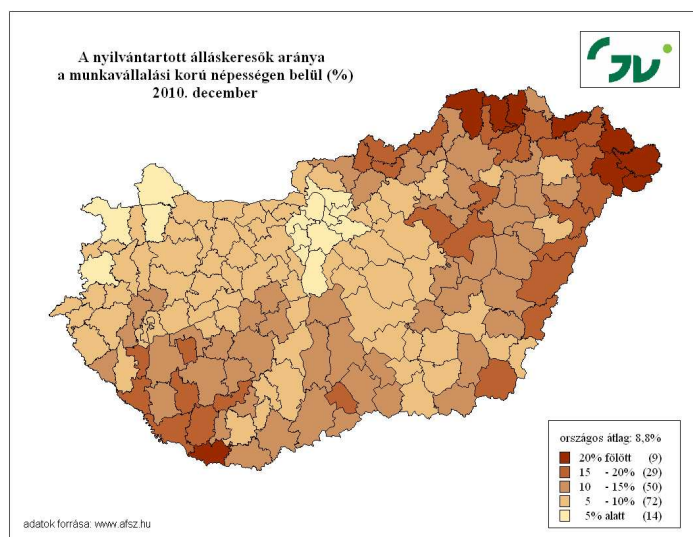 A nyilvántartott álláskeresők aránya
a munkavállalási korú népességen belül (%)
2010. december
országos átlag: 8,8%
20% fölött (9)
15 - 20% (29)
10 - 15% (50)
5 - 10% (72)
5% alatt (14)
adatok forrása: www.afsz.hu